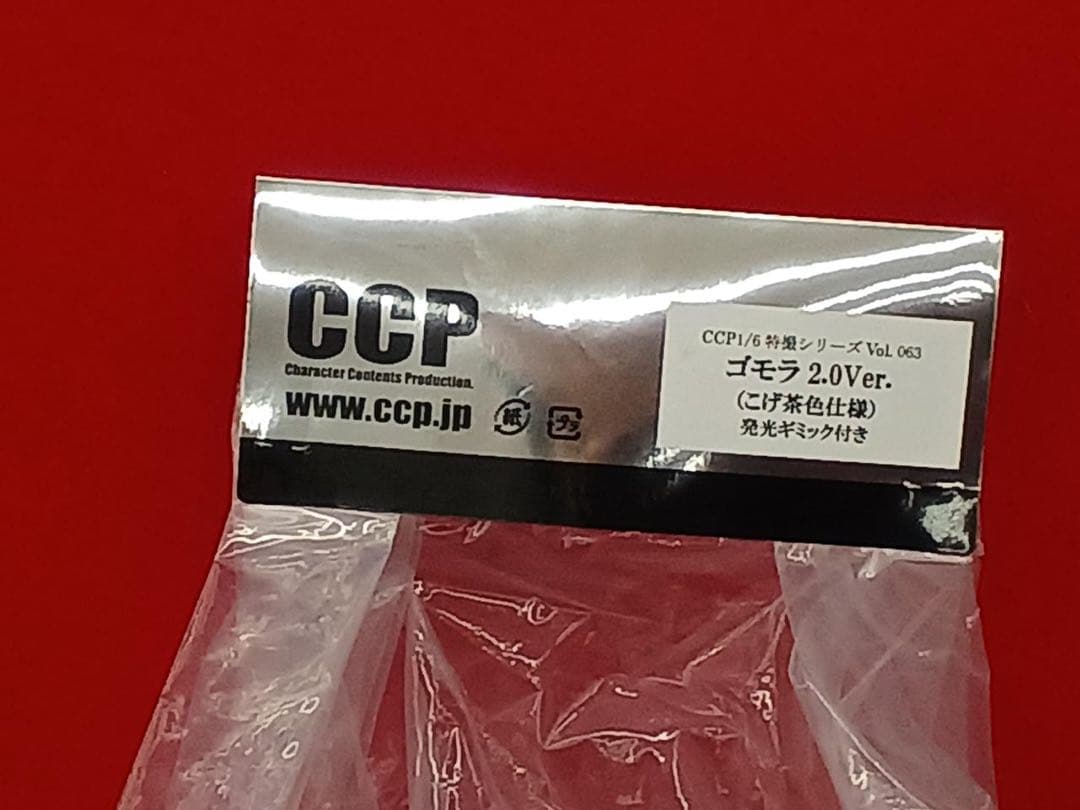 CCP
Character Contents Production.
www.ccp.jp
紙
プラ
CCP1/6 特撮シリーズ Vol. 063
ゴモラ 2.0Ver.
(こげ茶色仕様)
発光ギミック付き